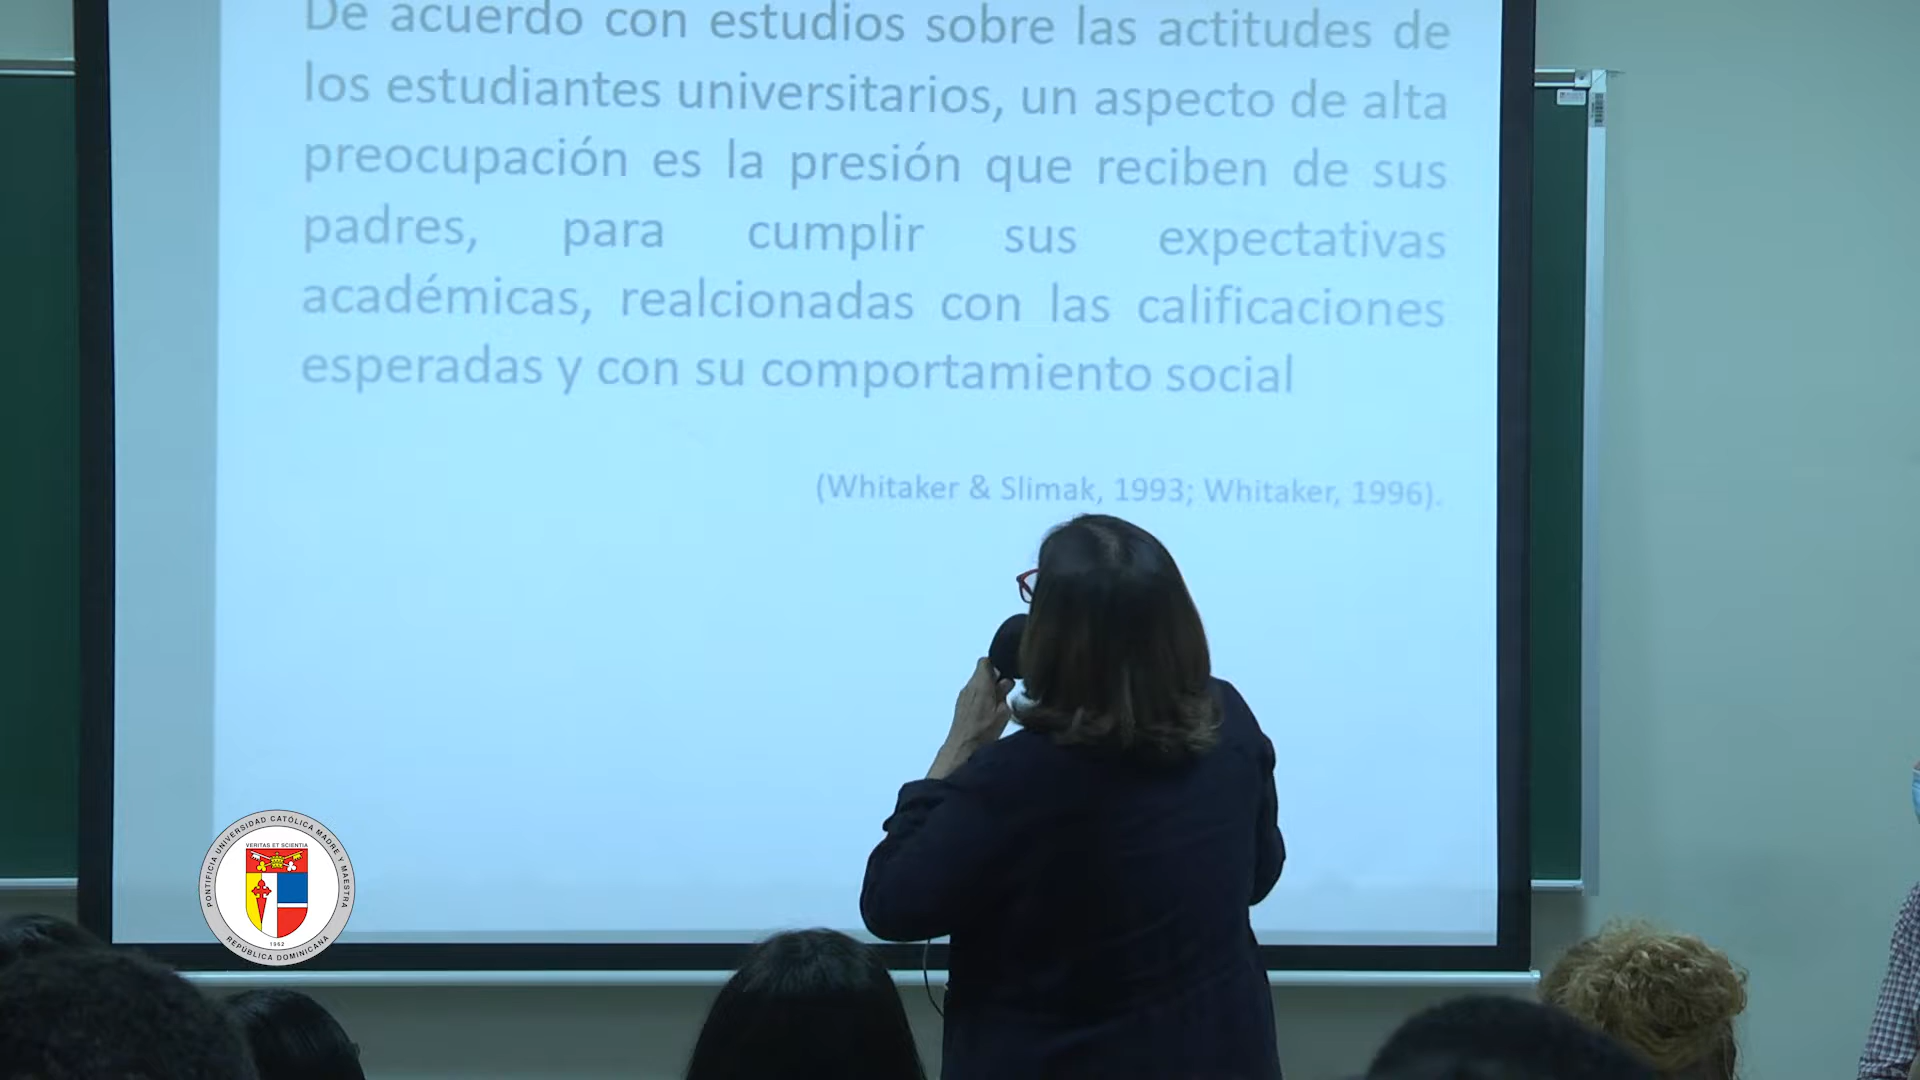 De acuerdo con estudios sobre las actitudes de
los estudiantes universitarios, un aspecto de alta
preocupación es la presión que reciben de sus
padres, para cumplir sus expectativas
académicas, realcionadas con las calificaciones
esperadas y con su comportamiento social
(Whitaker & Slimak, 1993; Whitaker, 1996).
PONTIFICIA UNIVERSIDAD CATÓLICA MADRE Y MAESTRA
VERITAS ET SCIENTIA
1962
REPÚBLICA DOMINICANA